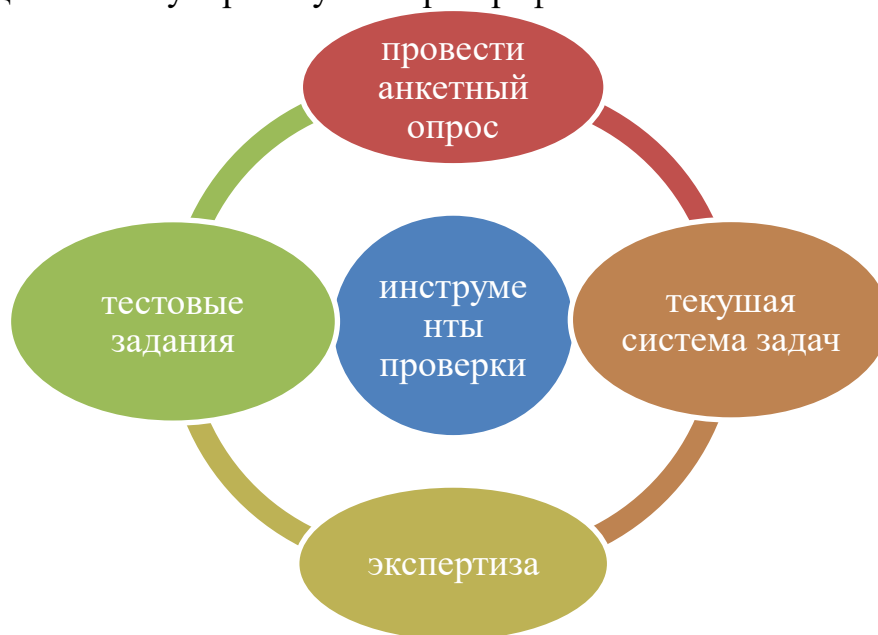 провести
анкетный
опрос
тестовые
задания
инструме
нты
проверки
текушая
система задач
экспертиза